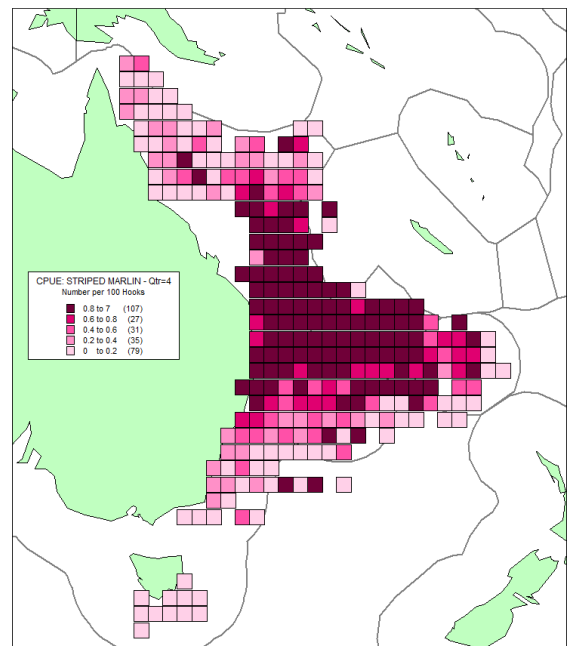 CPUE: STRIPED MARLIN - Qtr=4
Number per 100 Hooks
0.8 to 7 (107)
0.6 to 0.8 (27)
0.4 to 0.6 (31)
0.2 to 0.4 (35)
0 to 0.2 (79)